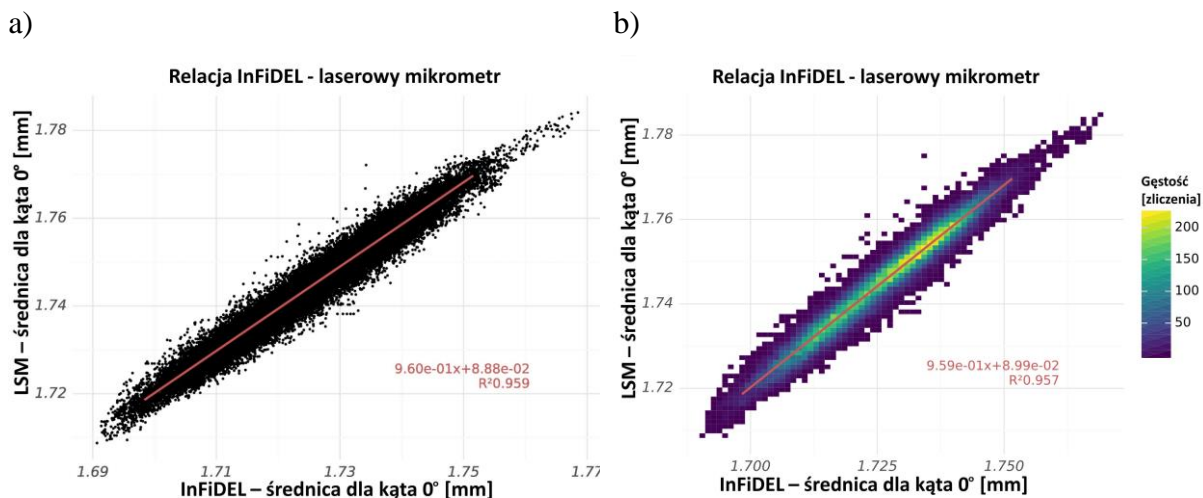 a)
Relacja InFiDEL - laserowy mikrometr
LSM – średnica dla kąta 0° [mm]
1.78
1.76
1.74
1.72
9.60e-01x+8.88e-02
R²0.959
1.69
1.71
1.73
1.75
1.77
InFiDEL – średnica dla kąta 0° [mm]
b)
Relacja InFiDEL - laserowy mikrometr
LSM – średnica dla kąta 0° [mm]
1.78
1.76
1.74
1.72
9.59e-01x+8.99e-02
R²0.957
1.700
1.725
1.750
InFiDEL – średnica dla kąta 0° [mm]
Gęstość
[zliczenia]
200
150
100
50